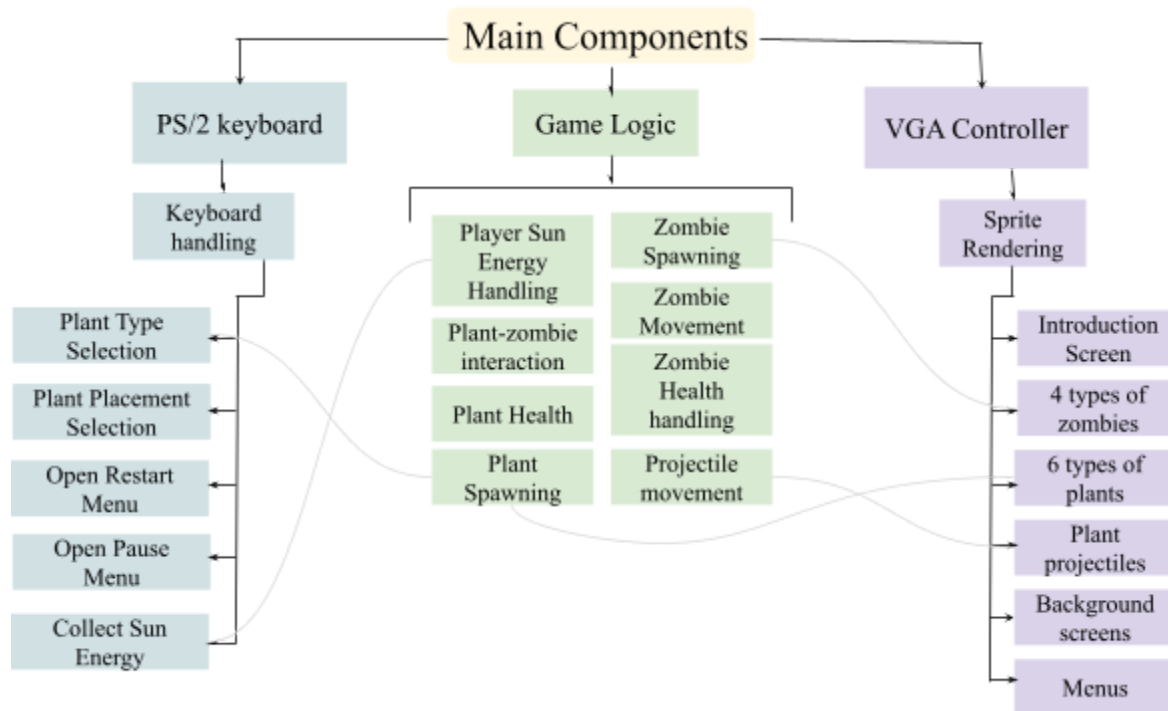 Main Components
PS/2 keyboard
Game Logic
VGA Controller
Keyboard
handling
Plant Type
Selection
Plant Placement
Selection
Open Restart
Menu
Open Pause
Menu
Collect Sun
Energy
Player Sun
Energy
Handling
Plant-zombie
interaction
Plant Health
Plant
Spawning
Zombie
Spawning
Zombie
Movement
Zombie
Health
handling
Projectile
movement
Sprite
Rendering
Introduction
Screen
4 types of
zombies
6 types of
plants
Plant
projectiles
Background
screens
Menus